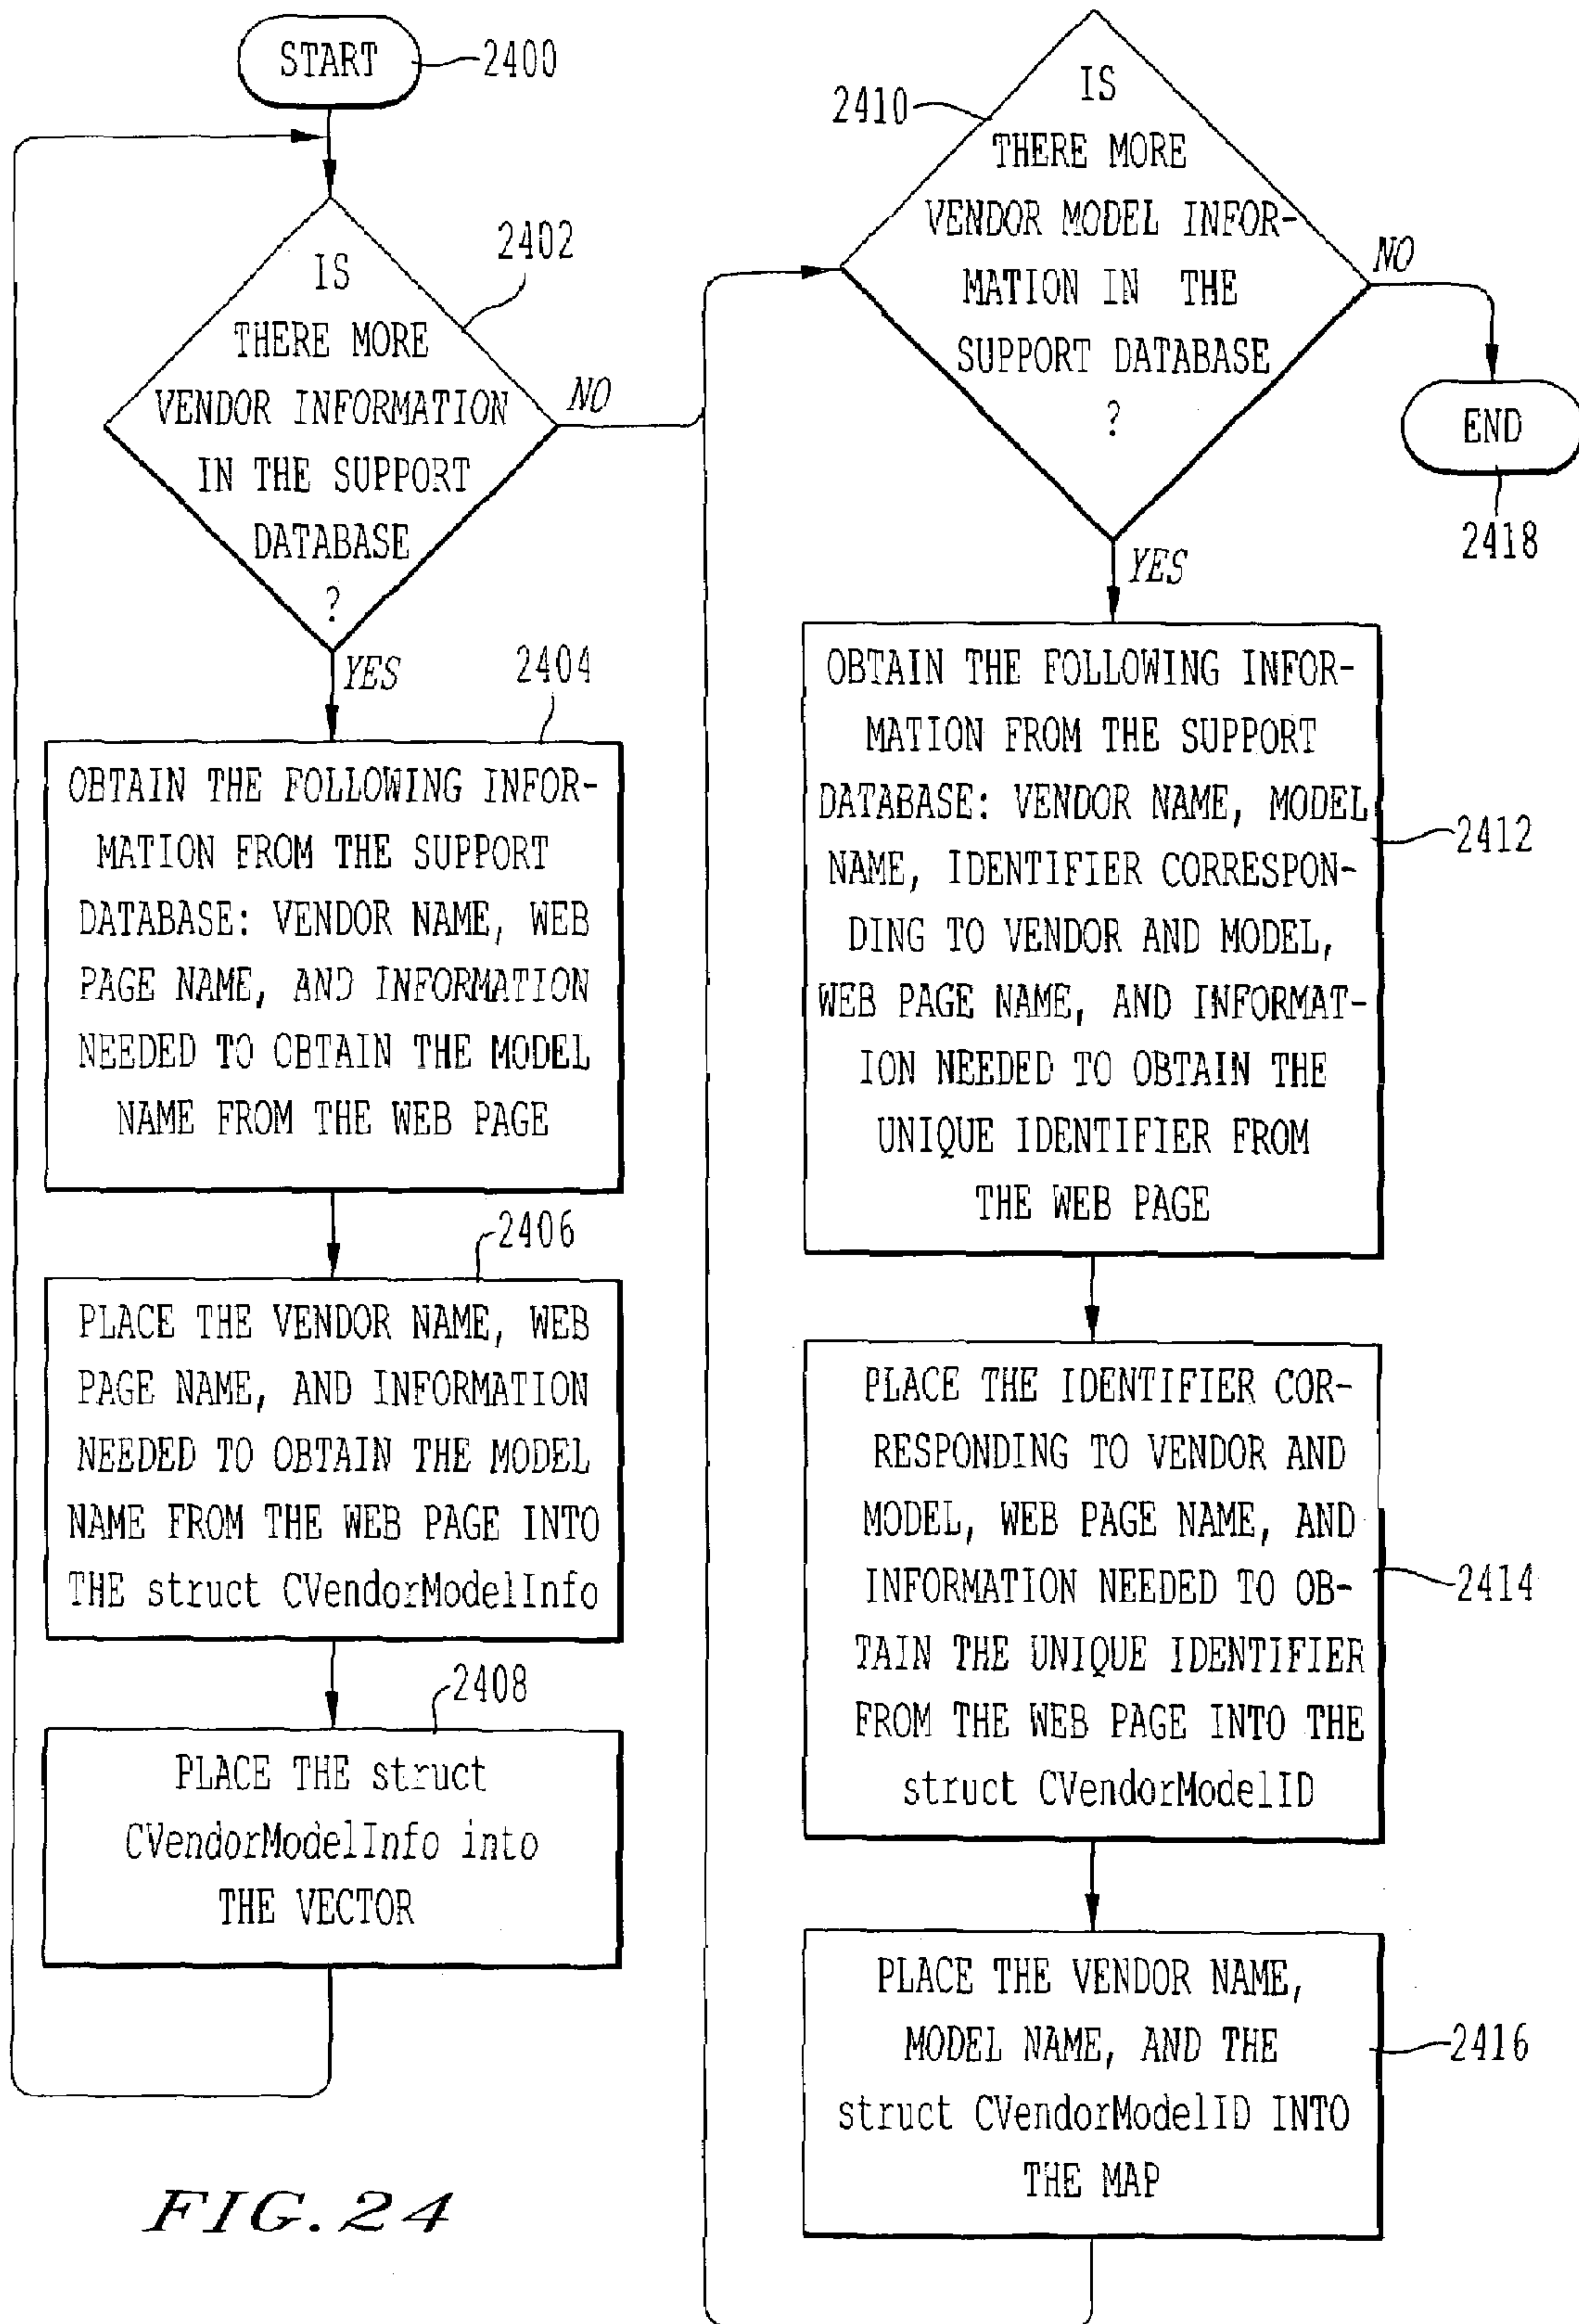 START
2400
2402
IS
THERE MORE
VENDOR INFORMATION
IN THE SUPPORT
DATABASE
?
NO
YES
2404
OBTAIN THE FOLLOWING INFOR-
MATION FROM THE SUPPORT
DATABASE: VENDOR NAME, WEB
PAGE NAME, AND INFORMATION
NEEDED TO OBTAIN THE MODEL
NAME FROM THE WEB PAGE
2406
PLACE THE VENDOR NAME, WEB
PAGE NAME, AND INFORMATION
NEEDED TO OBTAIN THE MODEL
NAME FROM THE WEB PAGE INTO
THE struct CVendorModelInfo
2408
PLACE THE struct
CVendorModelInfo into
THE VECTOR
2410
IS
THERE MORE
VENDOR MODEL INFOR-
MATION IN THE
SUPPORT DATABASE
?
NO
END
2418
YES
OBTAIN THE FOLLOWING INFOR-
MATION FROM THE SUPPORT
DATABASE: VENDOR NAME, MODEL
NAME, IDENTIFIER CORRESPON-
DING TO VENDOR AND MODEL,
WEB PAGE NAME, AND INFORMAT-
ION NEEDED TO OBTAIN THE
UNIQUE IDENTIFIER FROM
THE WEB PAGE
2412
PLACE THE IDENTIFIER COR-
RESPONDING TO VENDOR AND
MODEL, WEB PAGE NAME, AND
INFORMATION NEEDED TO OB-
TAIN THE UNIQUE IDENTIFIER
FROM THE WEB PAGE INTO THE
struct CVendorModelID
2414
PLACE THE VENDOR NAME,
MODEL NAME, AND THE
struct CVendorModelID INTO
THE MAP
2416
FIG. 24